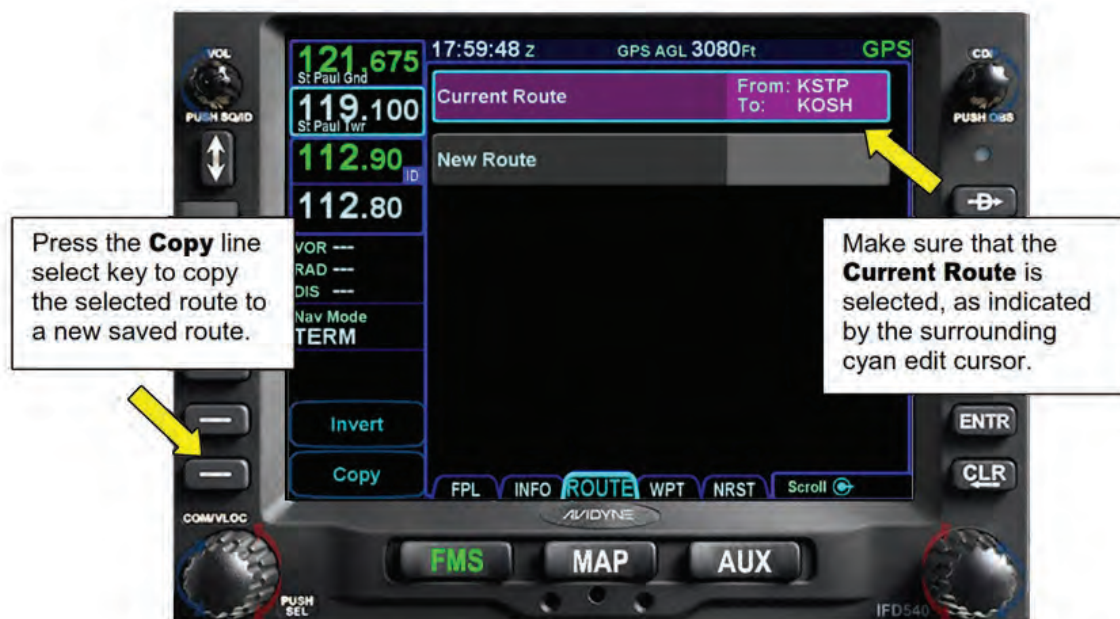 VOL
PUSH SQ/ID
121.675
St Paul Gnd
119.100
St Paul Twr
112.90
ID
112.80
VOR ---
RAD ---
DIS ---
Nav Mode
TERM
Invert
Copy
17:59:48 Z GPS AGL 3080Ft GPS
Current Route
From: KSTP
To: KOSH
New Route
FPL INFO ROUTE WPT NRST Scroll
CDI
PUSH OBS
D
ENTR
CLR
Press the Copy line
select key to copy
the selected route to
a new saved route.
Make sure that the
Current Route is
selected, as indicated
by the surrounding
cyan edit cursor.
COM/VLOC
PUSH
SEL
AVIDYNE
FMS MAP AUX
IFD540